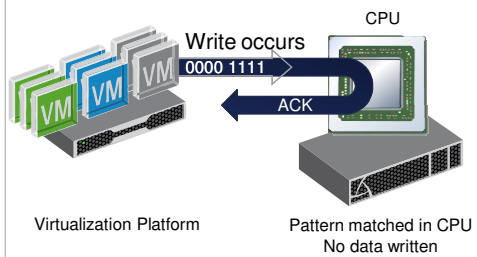 CPU
Write occurs
0000 1111
VM
VM
VM
ACK
Virtualization Platform
Pattern matched in CPU
No data written